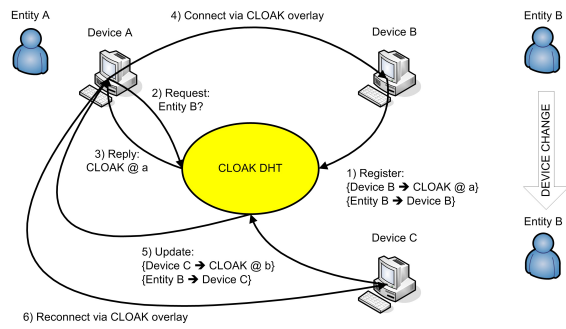 Entity A
4) Connect via CLOAK overlay
Entity B
Device A
Device B
2) Request:
Entity B?
3) Reply:
CLOAK @ a
CLOAK DHT
1) Register:
{Device B ➔ CLOAK @ a}
{Entity B ➔ Device B}
DEVICE CHANGE
Entity B
Device C
5) Update:
{Device C ➔ CLOAK @ b}
{Entity B ➔ Device C}
6) Reconnect via CLOAK overlay